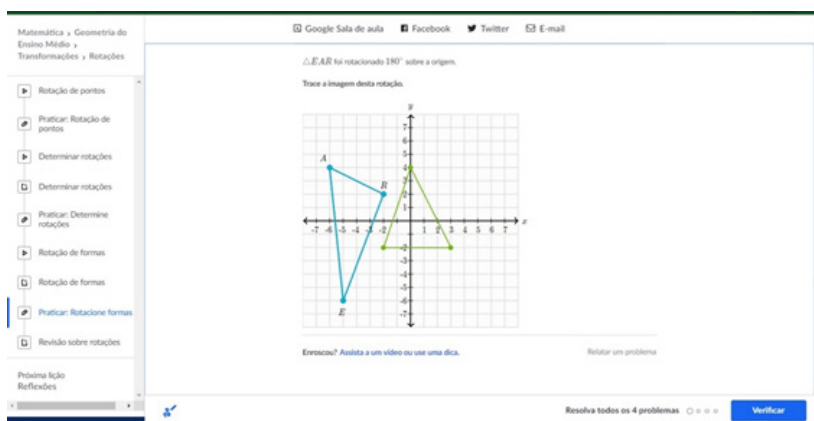 Matemática > Geometria do
Ensino Médio >
Transformações > Rotações
Rotação de pontos
Praticar: Rotação de
pontos
Determinar rotações
Determinar rotações
Praticar: Determine
rotações
Rotação de formas
Rotação de formas
Praticar: Rotacione formas
Revisão sobre rotações
Próxima lição
Reflexões
Google Sala de aula Facebook Twitter E-mail
△EAR foi rotacionado 180° sobre a origem.
Trace a imagem desta rotação.
y
7
6
5
A
4
3
R
2
1
x
-7 -6 -5 -4 -3 -2 1 2 3 4 5 6 7
-2
-3
-4
-5
-6
E
-7
Enroscou? Assista a um vídeo ou use uma dica.
Relatar um problema
Resolva todos os 4 problemas
Verificar